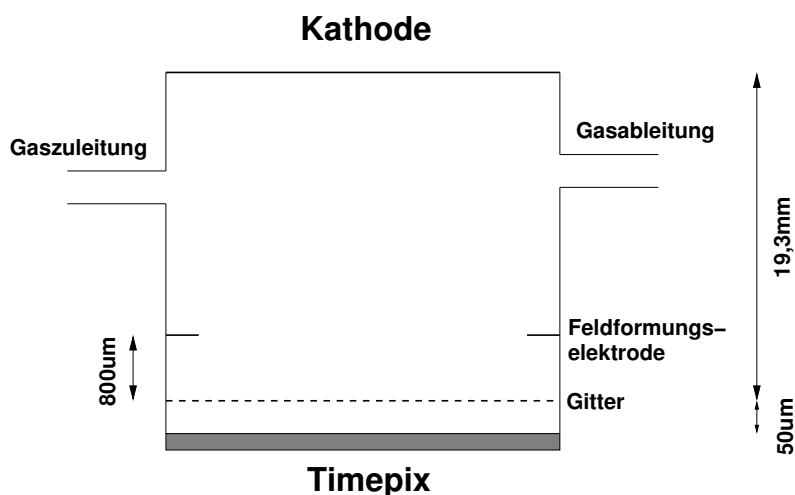 Kathode
Gaszuleitung
Gasableitung
19,3mm
Feldformungs–
elektrode
800um
Gitter
50um
Timepix